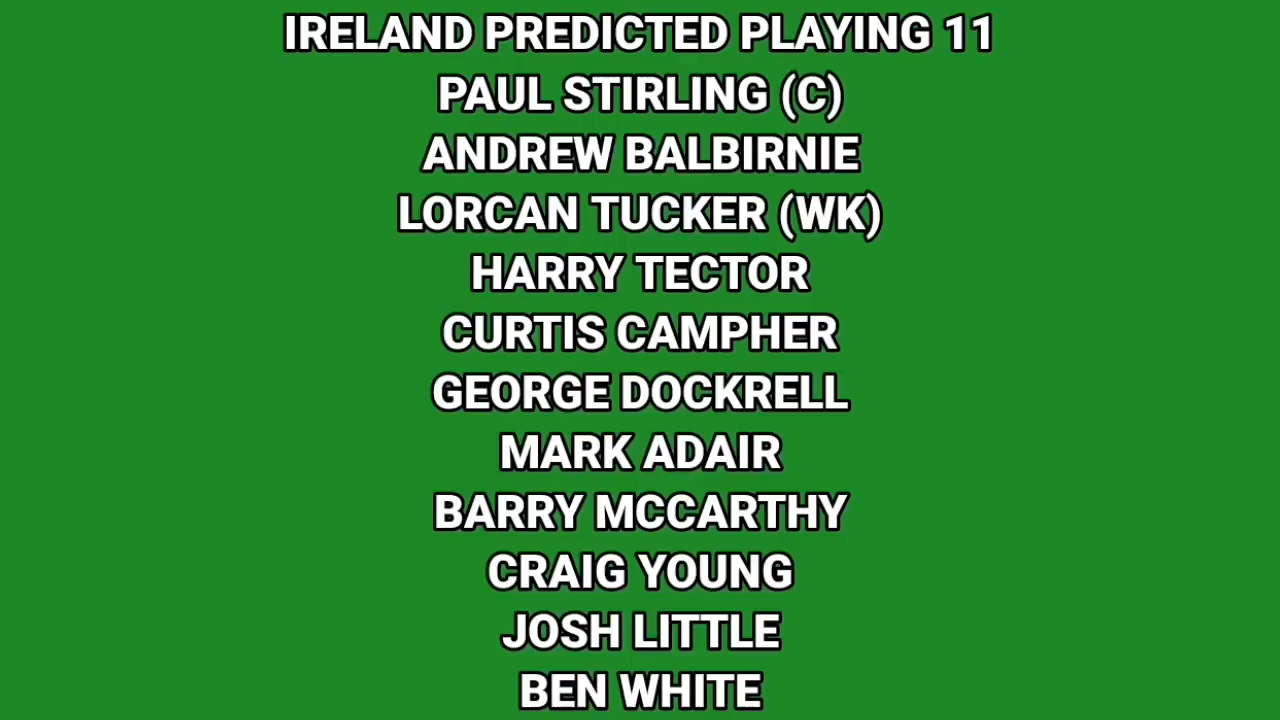 IRELAND PREDICTED PLAYING 11
PAUL STIRLING (C)
ANDREW BALBIRNIE
LORCAN TUCKER (WK)
HARRY TECTOR
CURTIS CAMPHER
GEORGE DOCKRELL
MARK ADAIR
BARRY MCCARTHY
CRAIG YOUNG
JOSH LITTLE
BEN WHITE